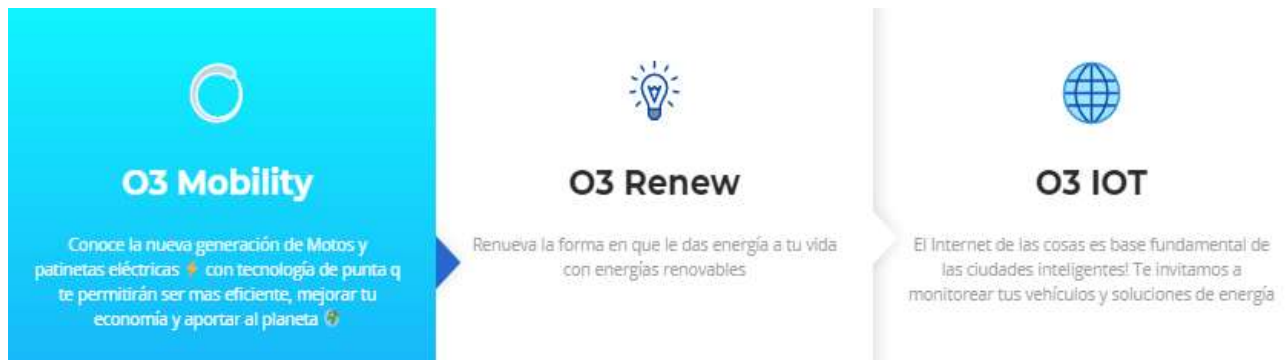 O3 Mobility
Conoce la nueva generación de Motos y
patinetas eléctricas ⚡ con tecnología de punta q
te permitirán ser mas eficiente, mejorar tu
economía y aportar al planeta 🌍
O3 Renew
Renueva la forma en que le das energía a tu vida
con energías renovables
O3 IOT
El Internet de las cosas es base fundamental de
las ciudades inteligentes! Te invitamos a
monitorear tus vehículos y soluciones de energía